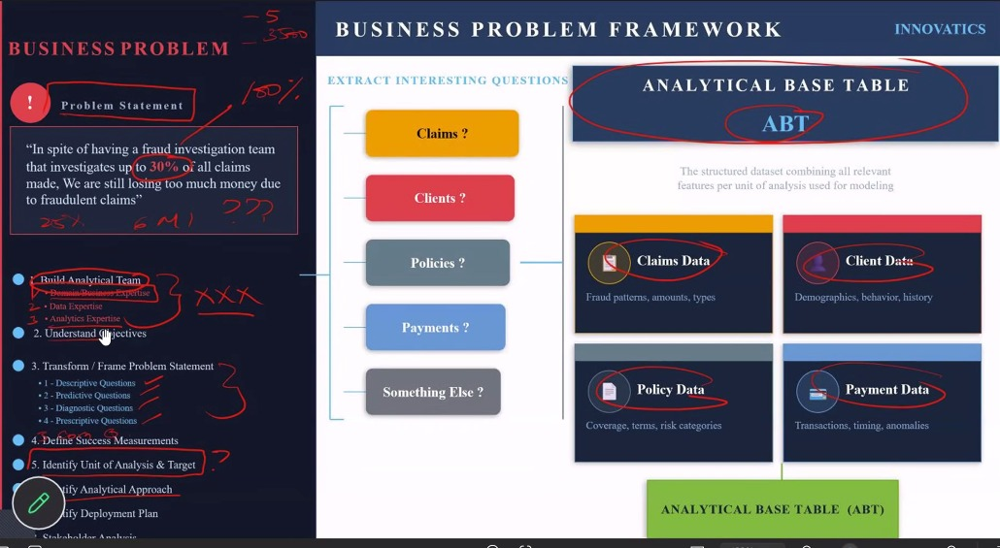 BUSINESS PROBLEM
- 5
- 3500
!
Problem Statement
100%
“In spite of having a fraud investigation team
that investigates up to 30% of all claims
made, We are still losing too much money due
to fraudulent claims”
25%
???
1. Build Analytical Team
• Domain/Business Expertise
2 • Data Expertise
3 • Analytics Expertise
XXX
2. Understand Objectives
3. Transform / Frame Problem Statement
• 1 - Descriptive Questions
• 2 - Predictive Questions
• 3 - Diagnostic Questions
• 4 - Prescriptive Questions
4. Define Success Measurements
5. Identify Unit of Analysis & Target
?
tify Analytical Approach
tify Deployment Plan
Stakeholder Analysis
BUSINESS PROBLEM FRAMEWORK
INNOVATICS
EXTRACT INTERESTING QUESTIONS
Claims ?
Clients ?
Policies ?
Payments ?
Something Else ?
ANALYTICAL BASE TABLE
ABT
The structured dataset combining all relevant
features per unit of analysis used for modeling
Claims Data
Fraud patterns, amounts, types
Client Data
Demographics, behavior, history
Policy Data
Coverage, terms, risk categories
Payment Data
Transactions, timing, anomalies
ANALYTICAL BASE TABLE (ABT)